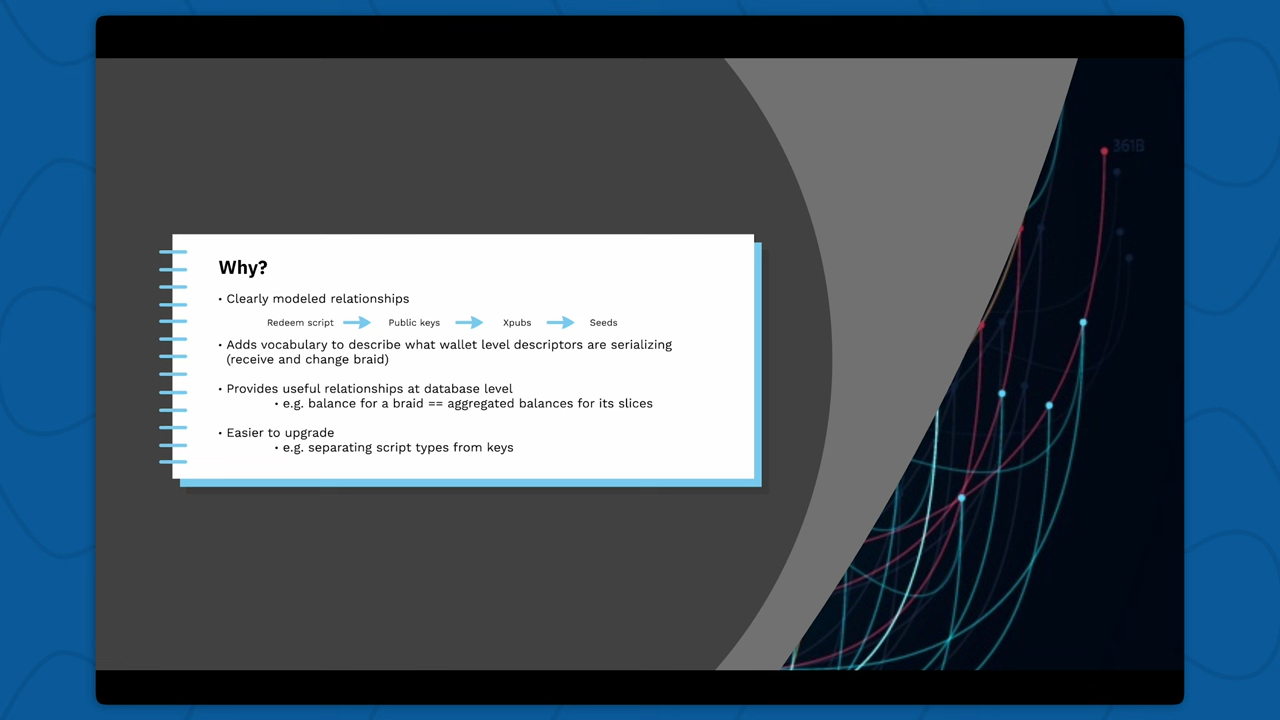 361B
Why?
• Clearly modeled relationships
Redeem script Public keys Xpubs Seeds
• Adds vocabulary to describe what wallet level descriptors are serializing
(receive and change braid)
• Provides useful relationships at database level
• e.g. balance for a braid == aggregated balances for its slices
• Easier to upgrade
• e.g. separating script types from keys